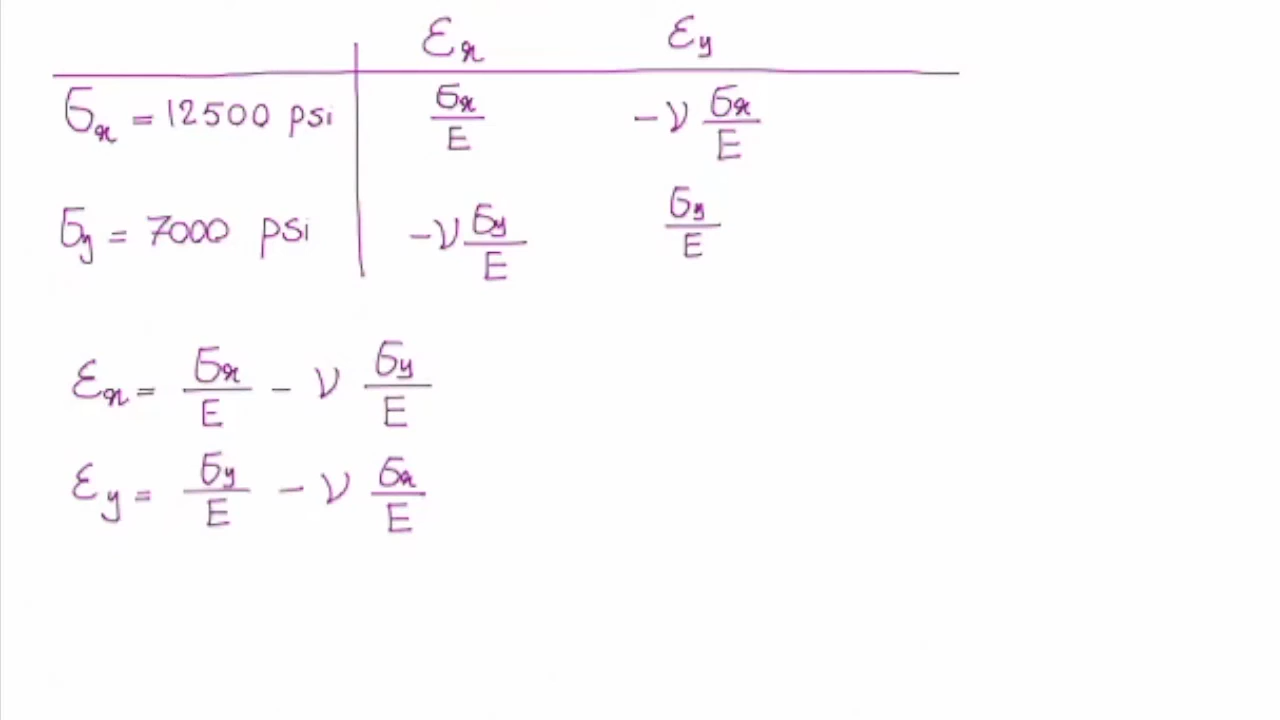 εx εy
σx = 12500 psi σx/E -ν σx/E
σy = 7000 psi -ν σy/E σy/E
εx = σx/E - ν σy/E
εy = σy/E - ν σx/E